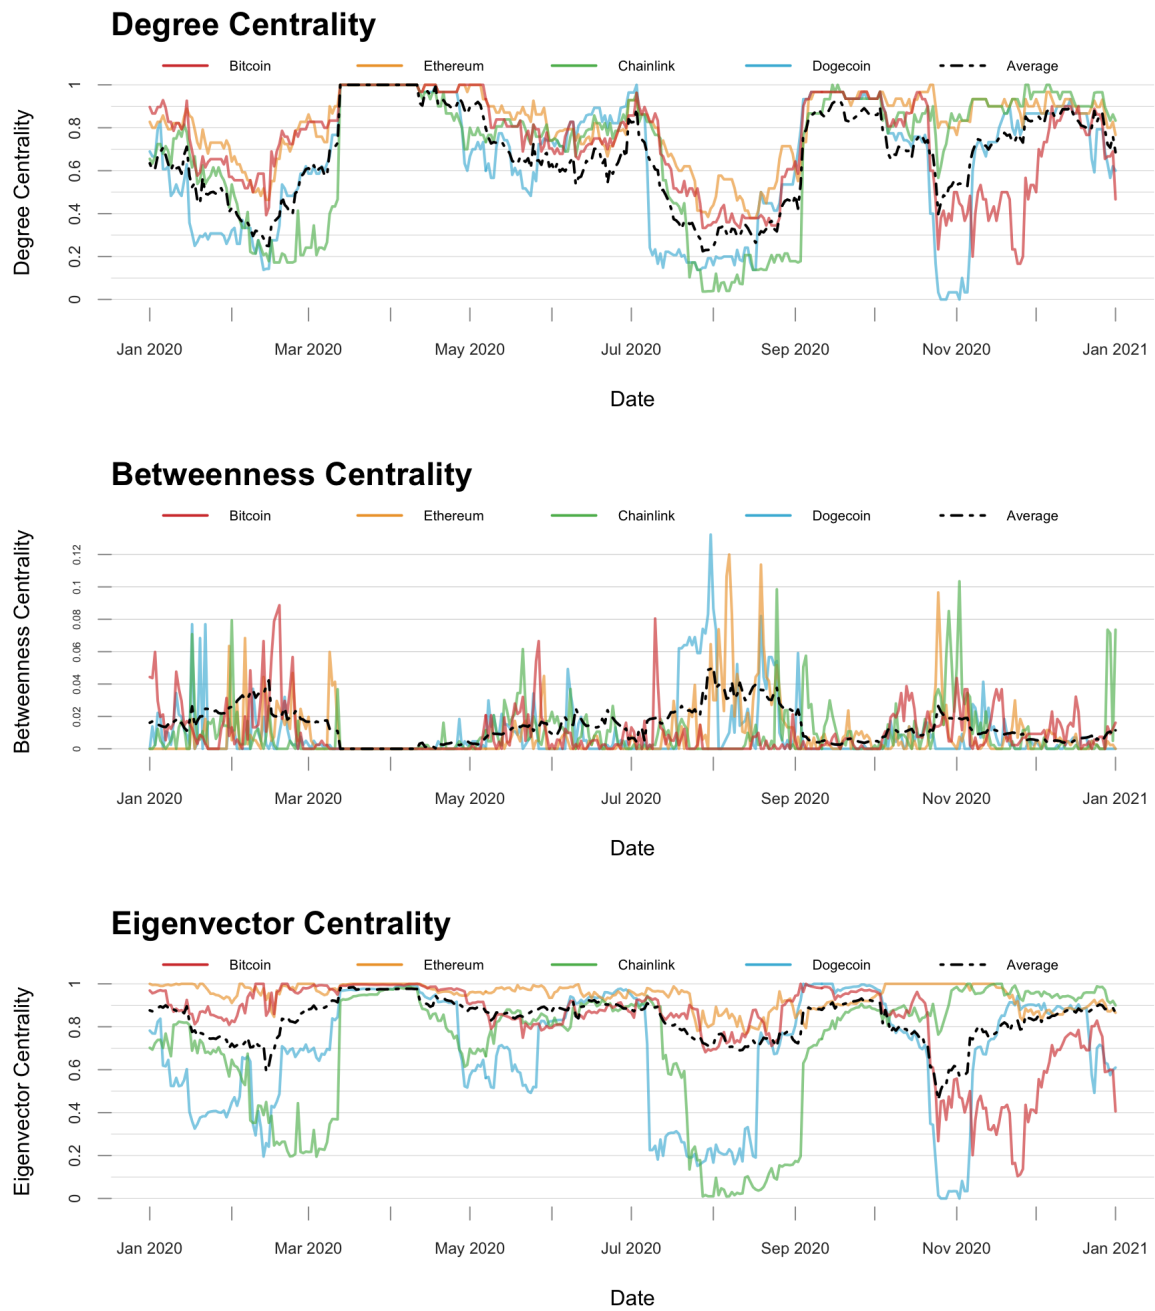 Degree Centrality
Bitcoin Ethereum Chainlink Dogecoin Average
Degree Centrality
1
0.8
0.6
0.4
0.2
0
Jan 2020 Mar 2020 May 2020 Jul 2020 Sep 2020 Nov 2020 Jan 2021
Date
Betweenness Centrality
Bitcoin Ethereum Chainlink Dogecoin Average
Betweenness Centrality
0.12
0.1
0.08
0.06
0.04
0.02
0
Jan 2020 Mar 2020 May 2020 Jul 2020 Sep 2020 Nov 2020 Jan 2021
Date
Eigenvector Centrality
Bitcoin Ethereum Chainlink Dogecoin Average
Eigenvector Centrality
1
0.8
0.6
0.4
0.2
0
Jan 2020 Mar 2020 May 2020 Jul 2020 Sep 2020 Nov 2020 Jan 2021
Date